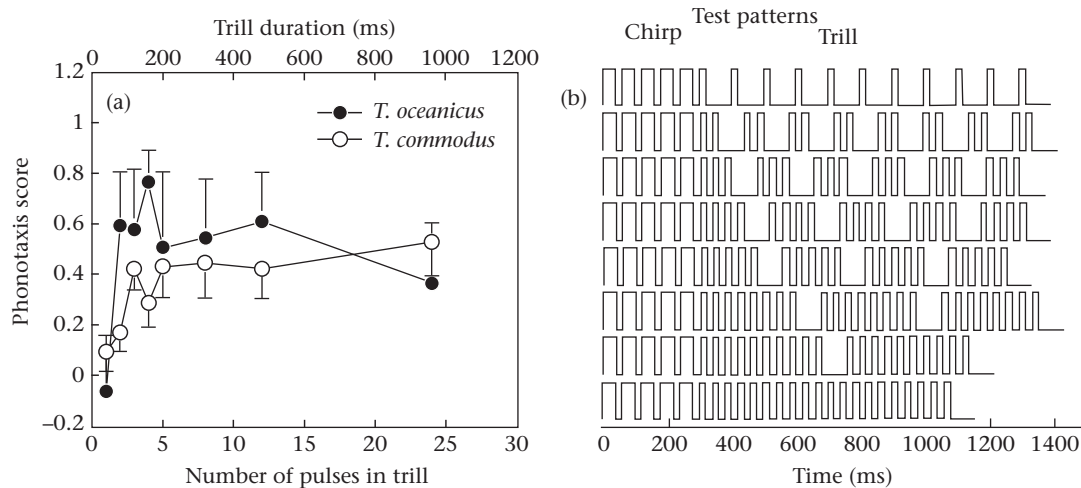 Trill duration (ms)
0 200 400 600 800 1000 1200
1.2
1
0.8
0.6
0.4
0.2
0
–0.2
Phonotaxis score
(a)
T. oceanicus
T. commodus
0 5 10 15 20 25 30
Number of pulses in trill
Test patterns
Chirp Trill
(b)
0 200 400 600 800 1000 1200 1400
Time (ms)